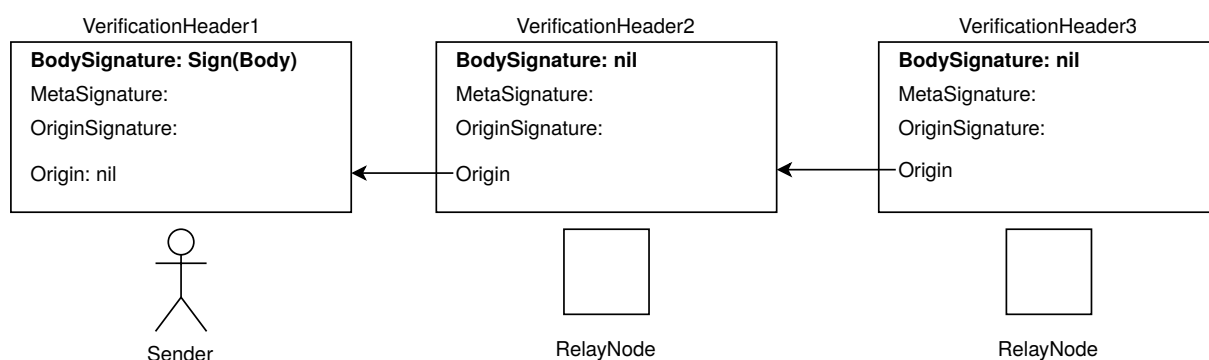 VerificationHeader1
BodySignature: Sign(Body)
MetaSignature:
OriginSignature:
Origin: nil
Sender
VerificationHeader2
BodySignature: nil
MetaSignature:
OriginSignature:
Origin
RelayNode
VerificationHeader3
BodySignature: nil
MetaSignature:
OriginSignature:
Origin
RelayNode